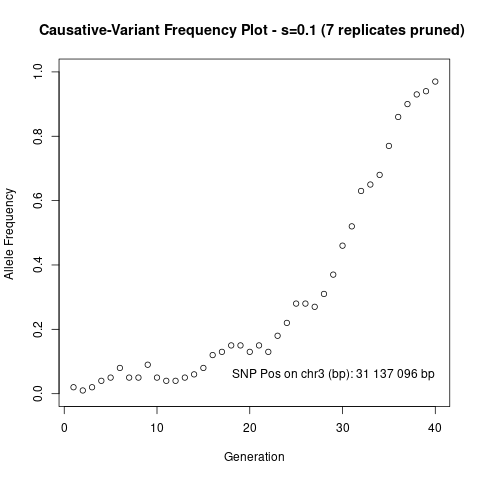 Causative-Variant Frequency Plot - s=0.1 (7 replicates pruned)
Allele Frequency
1.0
0.8
0.6
0.4
0.2
0.0
SNP Pos on chr3 (bp): 31 137 096 bp
0 10 20 30 40
Generation